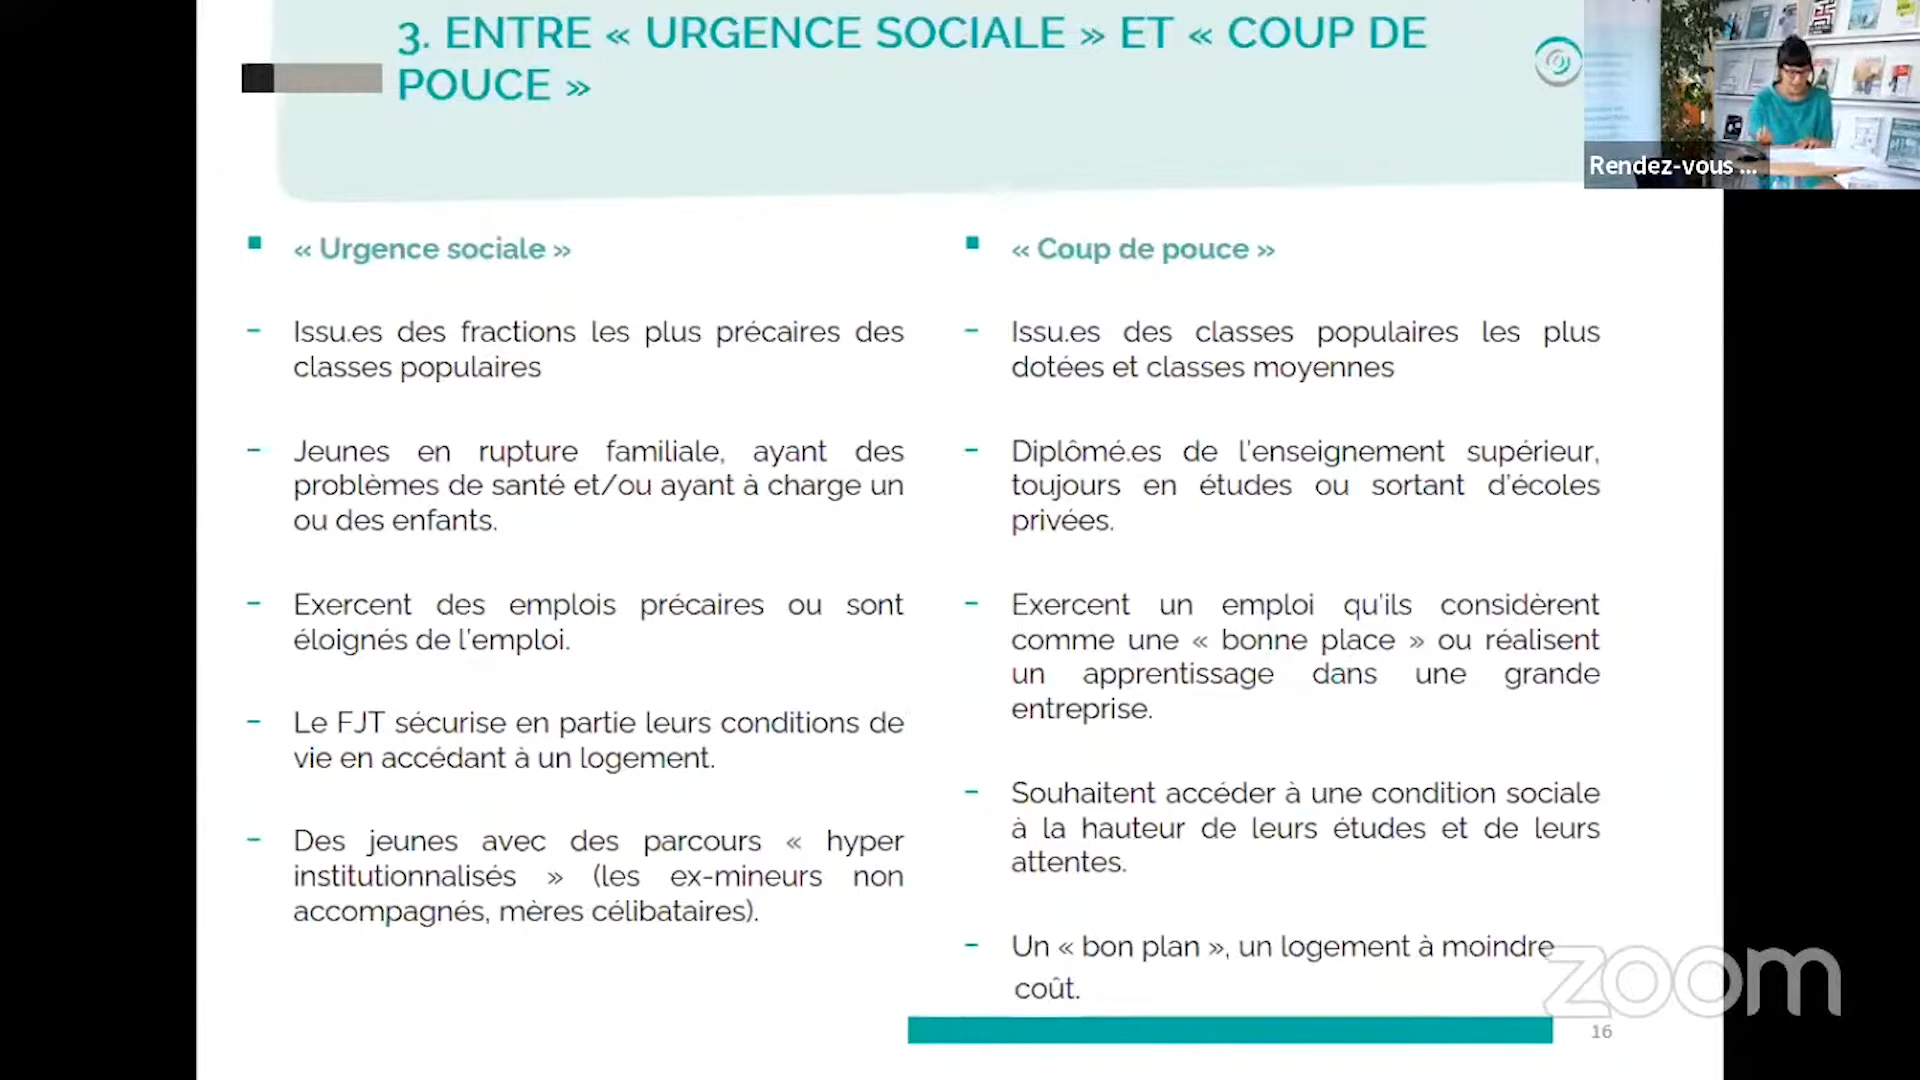 3. ENTRE « URGENCE SOCIALE » ET « COUP DE
POUCE »
Rendez-vous ...
« Urgence sociale »
- Issu.es des fractions les plus précaires des
classes populaires
- Jeunes en rupture familiale, ayant des
problèmes de santé et/ou ayant à charge un
ou des enfants.
- Exercent des emplois précaires ou sont
éloignés de l'emploi.
- Le FJT sécurise en partie leurs conditions de
vie en accédant à un logement.
- Des jeunes avec des parcours « hyper
institutionnalisés » (les ex-mineurs non
accompagnés, mères célibataires).
« Coup de pouce »
- Issu.es des classes populaires les plus
dotées et classes moyennes
- Diplômé.es de l'enseignement supérieur,
toujours en études ou sortant d'écoles
privées.
- Exercent un emploi qu'ils considèrent
comme une « bonne place » ou réalisent
un apprentissage dans une grande
entreprise.
- Souhaitent accéder à une condition sociale
à la hauteur de leurs études et de leurs
attentes.
- Un « bon plan », un logement à moindre
coût.
zoom
16